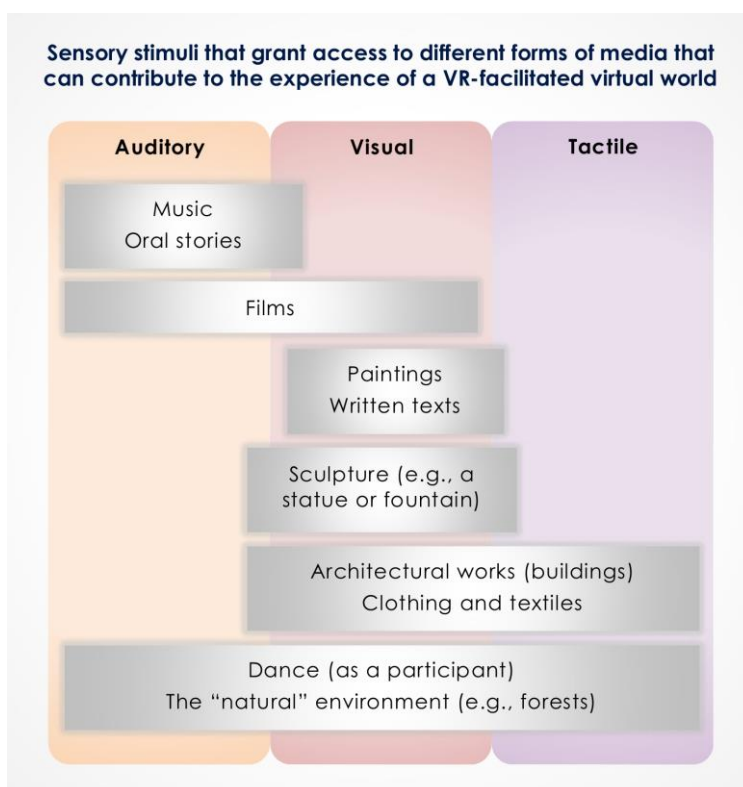 Sensory stimuli that grant access to different forms of media that
can contribute to the experience of a VR-facilitated virtual world
Auditory
Visual
Tactile
Music
Oral stories
Films
Paintings
Written texts
Sculpture (e.g., a
statue or fountain)
Architectural works (buildings)
Clothing and textiles
Dance (as a participant)
The “natural” environment (e.g., forests)